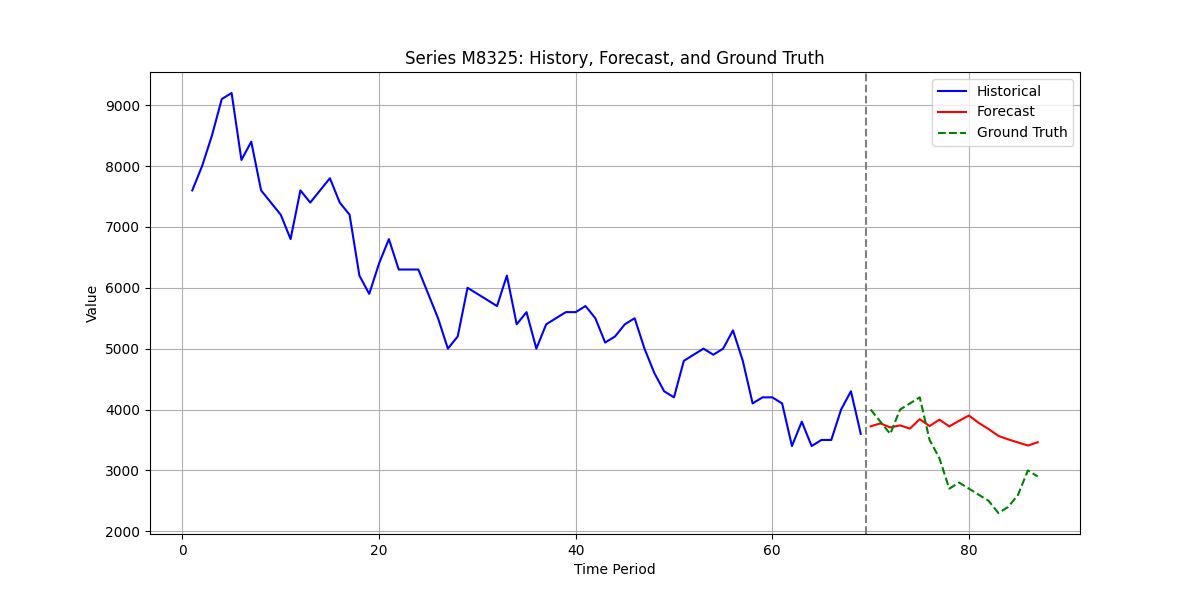 Series M8325: History, Forecast, and Ground Truth
Historical
Forecast
Ground Truth
9000
8000
7000
6000
5000
4000
3000
2000
Value
0
20
40
60
80
Time Period